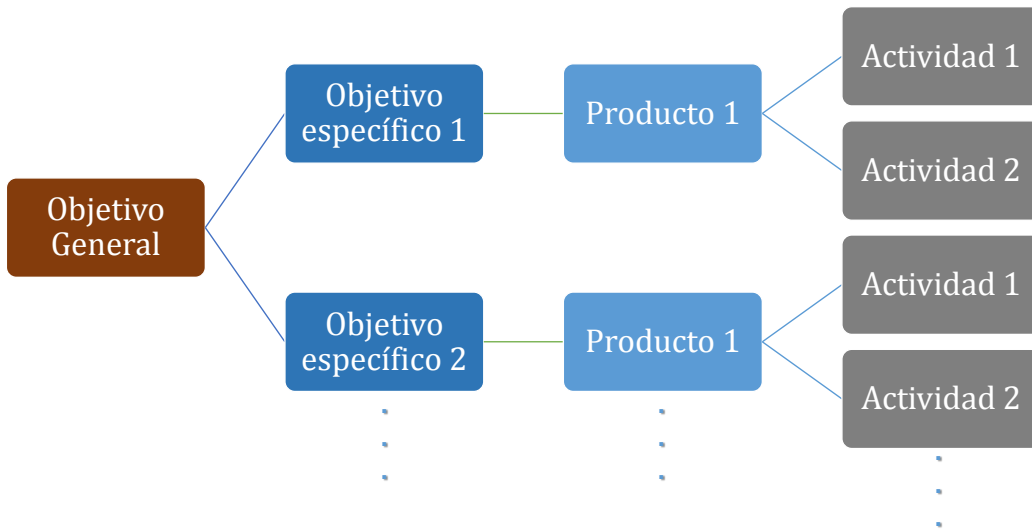 Objetivo
General
Objetivo
específico 1
Producto 1
Actividad 1
Actividad 2
Objetivo
específico 2
Producto 1
Actividad 1
Actividad 2